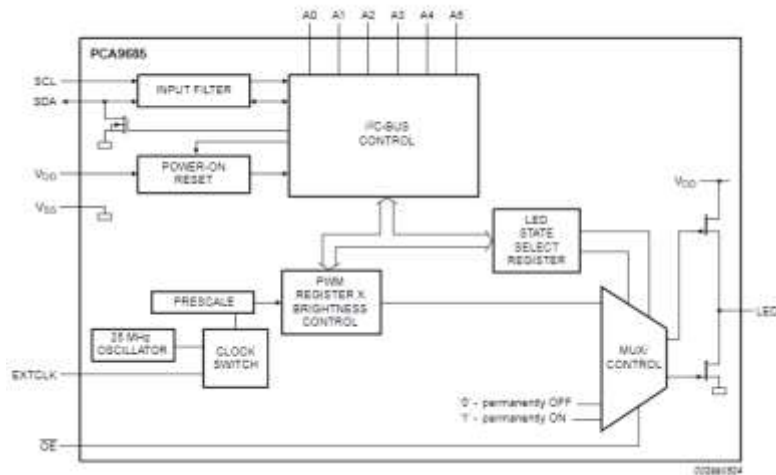 A0 A1 A2 A3 A4 A5
PCA9685
SCL
SDA
INPUT FILTER
I²C-BUS
CONTROL
POWER-ON
RESET
VDD
VSS
VDD
LED
STATE
SELECT
REGISTER
PWM
REGISTER X
BRIGHTNESS
CONTROL
PRESCALE
25 MHz
OSCILLATOR
CLOCK
SWITCH
MUX/
CONTROL
LED
EXTCLK
'0' - permanently OFF
'1' - permanently ON
OE